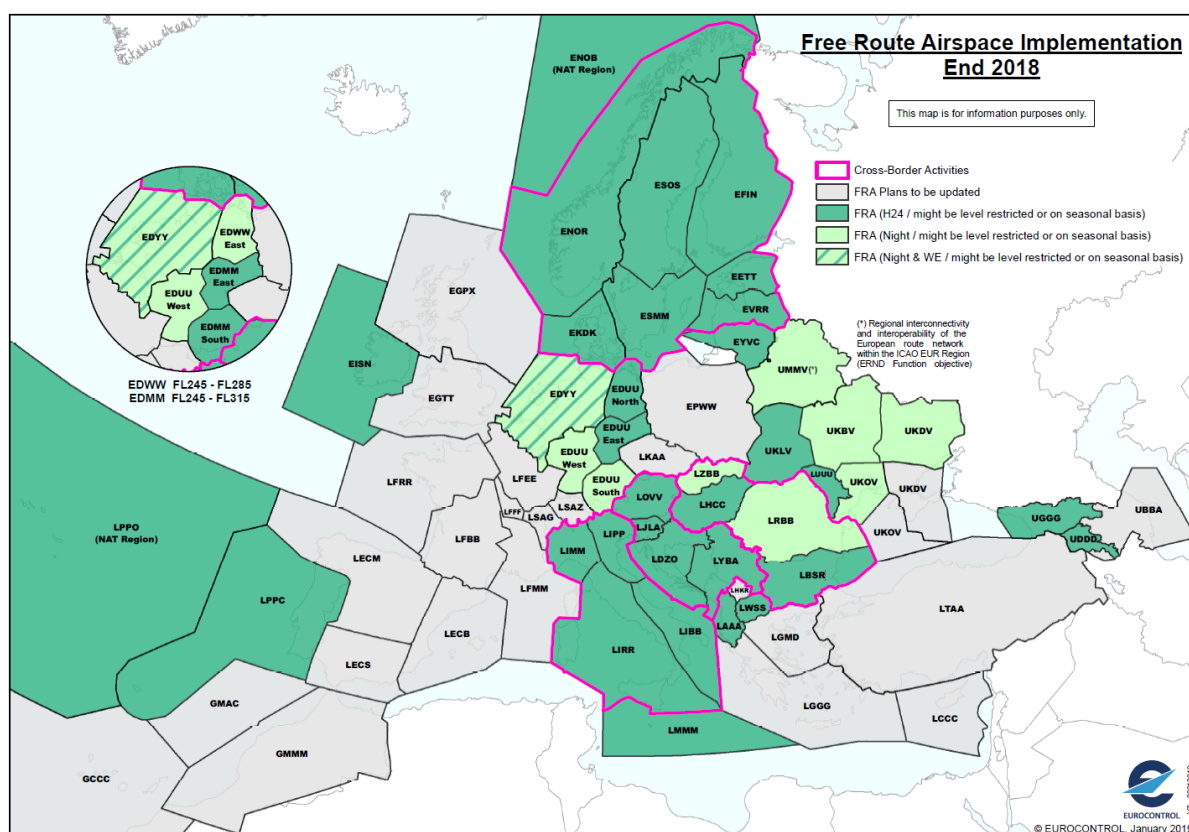 Free Route Airspace Implementation
End 2018
This map is for information purposes only.
Cross-Border Activities
FRA Plans to be updated
FRA (H24 / might be level restricted or on seasonal basis)
FRA (Night / might be level restricted or on seasonal basis)
FRA (Night & WE / might be level restricted or on seasonal basis)
(*) Regional interconnectivity
and interoperability of the
European route network
within the ICAO EUR Region
(ERND Function objective)
ENOB
(NAT Region)
ESOS
EFIN
ENOR
EETT
EVRR
ESMM
EKDK
EYVC
UMMV(*)
EGPX
EISN
EGTT
EDYY
EDUU
North
EPWW
EDUU
East
UKLV
UKBV
UKDV
EDUU
West
LKAA
EDUU
South
LZBB
LUUU
UKOV
UKDV
UKOV
LFRR
LFEE
LFFF
LSAG
LSAZ
LOVV
LHCC
LRBB
LFBB
LIMM
LIPP
LJLA
LDZO
LYBA
LBSR
UGGG
UDDD
UBBA
LPPO
(NAT Region)
LPPC
LECM
LFMM
LHKR
LWSS
LAAA
LTAA
LECB
LECS
LIRR
LIBB
LGMD
LGGG
LCCC
GMAC
GMMM
GCCC
LMMM
EDYY
EDWW
East
EDMM
East
EDUU
West
EDMM
South
EDWW FL245 - FL285
EDMM FL245 - FL315
EUROCONTROL
© EUROCONTROL, January 2019